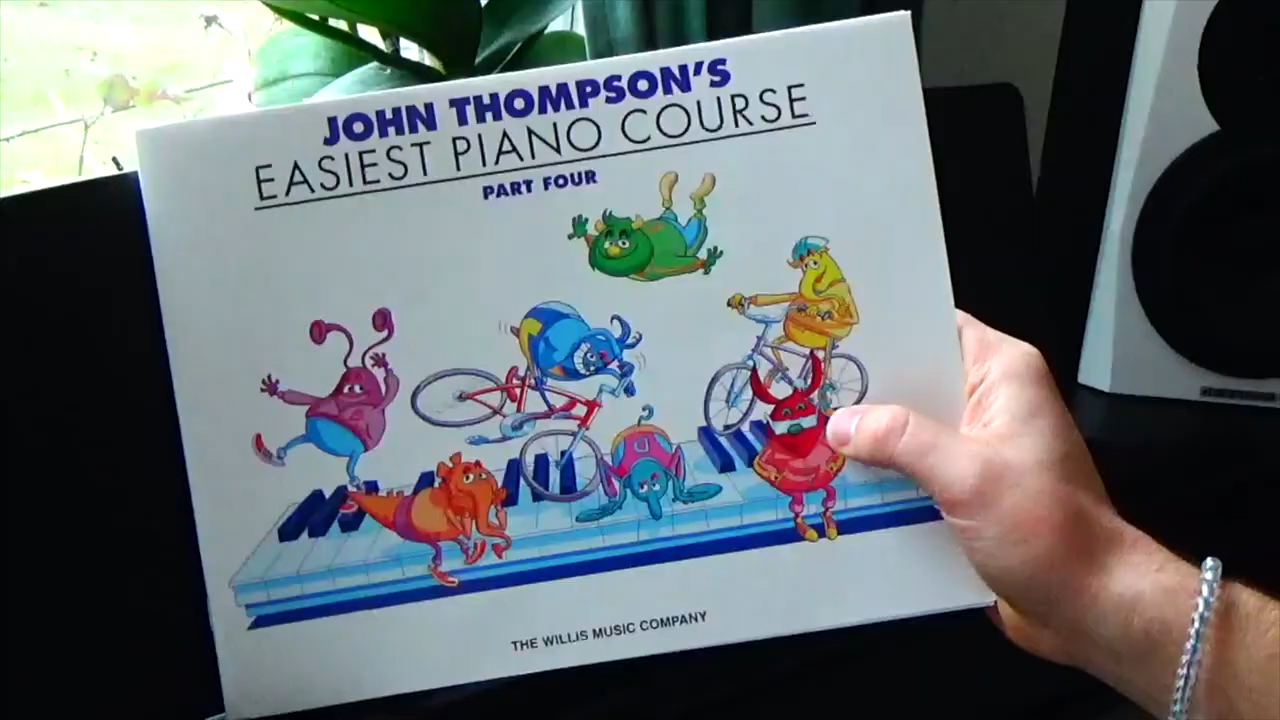 JOHN THOMPSON'S
EASIEST PIANO COURSE
PART FOUR
THE WILLIS MUSIC COMPANY